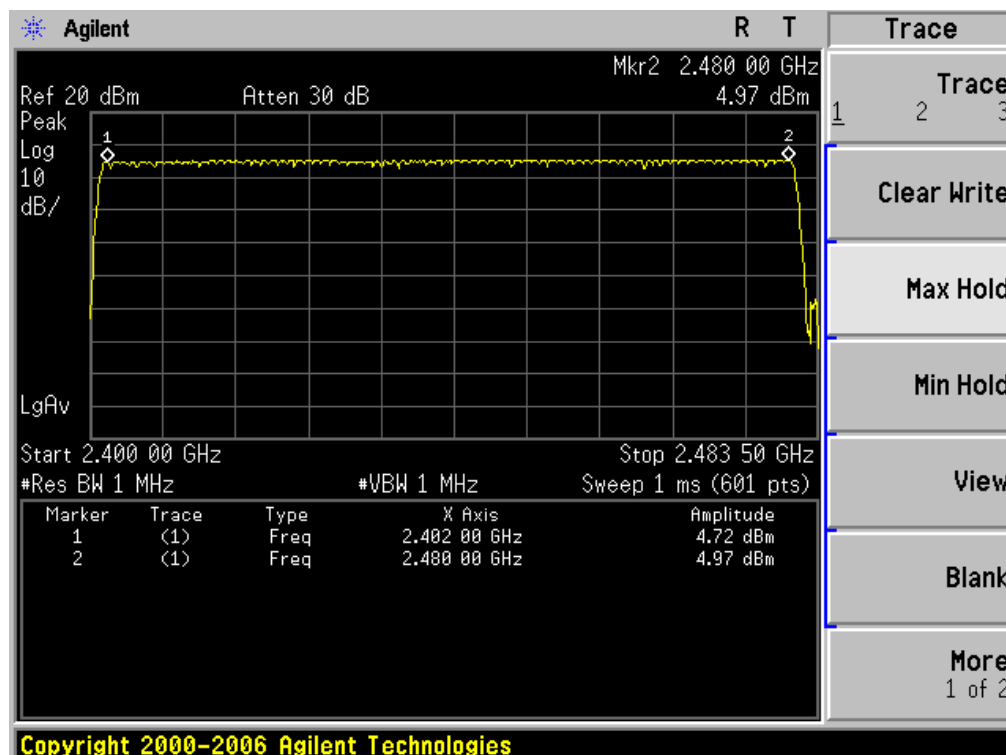 Agilent R T
Mkr2 2.480 00 GHz
Ref 20 dBm Atten 30 dB 4.97 dBm
Peak
Log
10
dB/
1
2
LgAv
Start 2.400 00 GHz Stop 2.483 50 GHz
#Res BW 1 MHz #VBW 1 MHz Sweep 1 ms (601 pts)
Marker Trace Type X Axis Amplitude
1 (1) Freq 2.402 00 GHz 4.72 dBm
2 (1) Freq 2.480 00 GHz 4.97 dBm
Copyright 2000-2006 Agilent Technologies
Trace
Trace
1 2 3
Clear Write
Max Hold
Min Hold
View
Blank
More
1 of 2